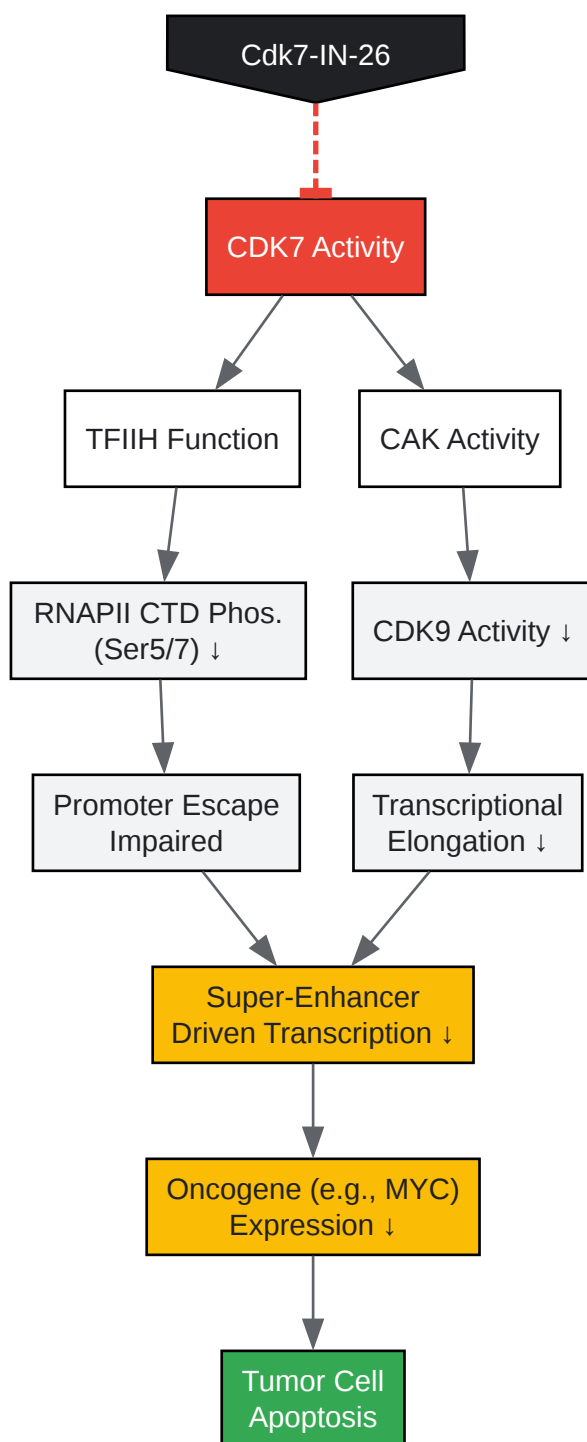 Cdk7-IN-26
CDK7 Activity
TFIIH Function
CAK Activity
RNAPII CTD Phos.
(Ser5/7) ↓
CDK9 Activity ↓
Promoter Escape
Impaired
Transcriptional
Elongation ↓
Super-Enhancer
Driven Transcription ↓
Oncogene (e.g., MYC)
Expression ↓
Tumor Cell
Apoptosis